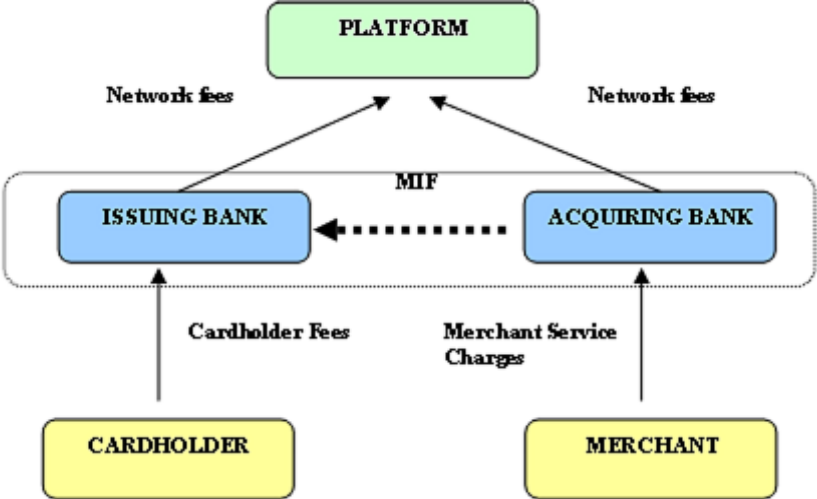 PLATFORM
Network fees
Network fees
MIF
ISSUING BANK
ACQUIRING BANK
Cardholder Fees
Merchant Service
Charges
CARDHOLDER
MERCHANT